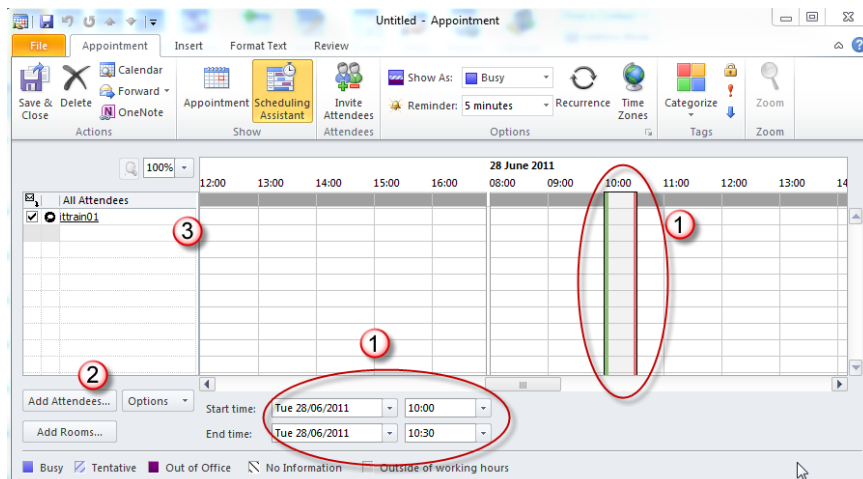 Untitled - Appointment
File Appointment Insert Format Text Review
Save & Close
Delete
Calendar
Forward
OneNote
Actions
Appointment
Scheduling Assistant
Show
Invite Attendees
Attendees
Show As: Busy
Reminder: 5 minutes
Recurrence
Time Zones
Options
Categorize
Tags
Zoom
Zoom
100%
28 June 2011
12:00 13:00 14:00 15:00 16:00 08:00 09:00 10:00 11:00 12:00 13:00 14
All Attendees
ittrain01
3
1
1
2
Add Attendees... Options
Start time: Tue 28/06/2011 10:00
Add Rooms...
End time: Tue 28/06/2011 10:30
Busy Tentative Out of Office No Information Outside of working hours